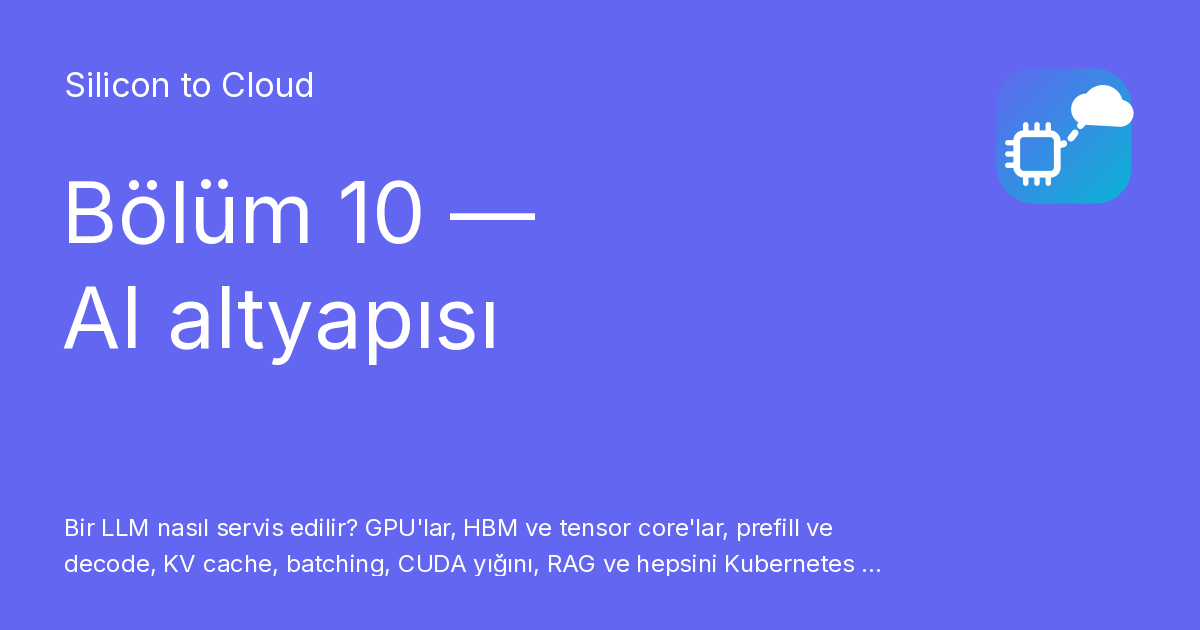 Silicon to Cloud
Bölüm 10 —
AI altyapısı
Bir LLM nasıl servis edilir? GPU'lar, HBM ve tensor core'lar, prefill ve
decode, KV cache, batching, CUDA yığını, RAG ve hepsini Kubernetes ...